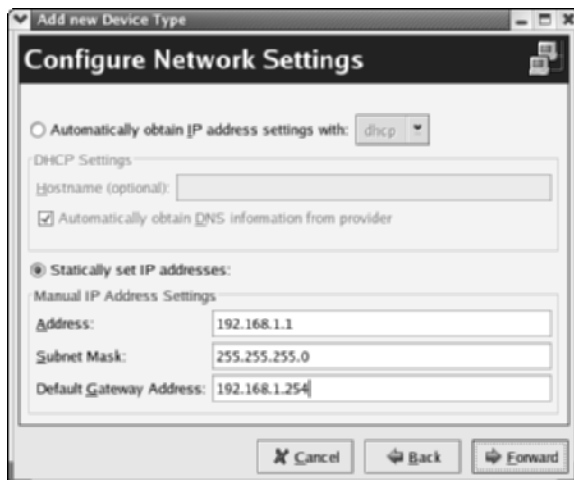 Add new Device Type
Configure Network Settings
Automatically obtain IP address settings with: dhcp
DHCP Settings
Hostname (optional):
Automatically obtain DNS information from provider
Statically set IP addresses:
Manual IP Address Settings
Address: 192.168.1.1
Subnet Mask: 255.255.255.0
Default Gateway Address: 192.168.1.254
Cancel Back Forward